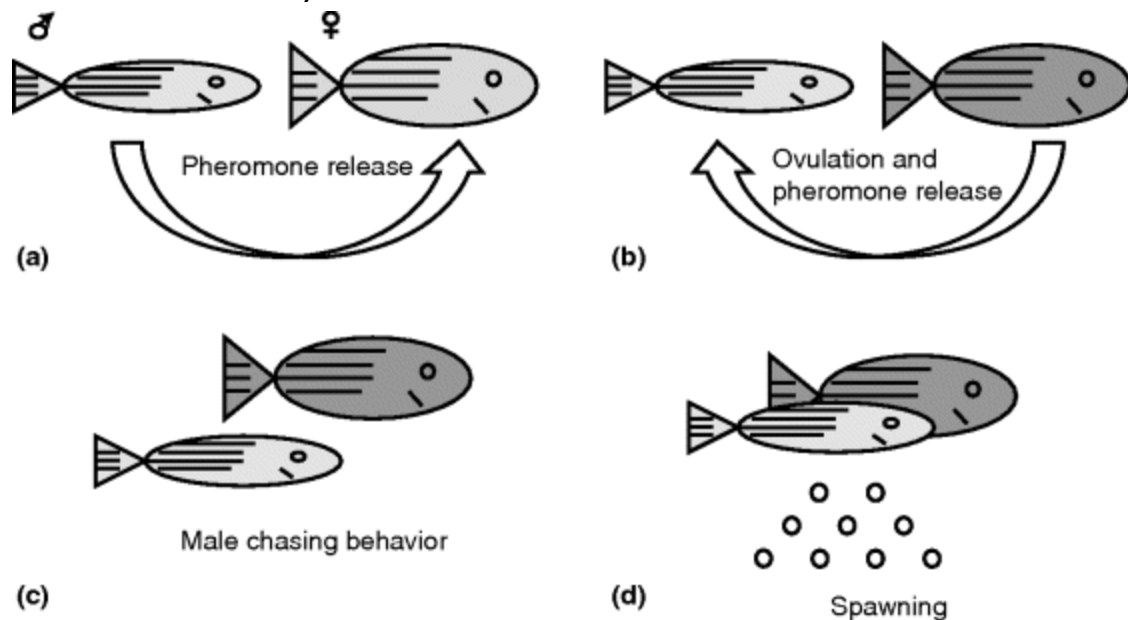 ♂ ♀
Pheromone release
(a)
Ovulation and
pheromone release
(b)
Male chasing behavior
(c)
(d)
Spawning